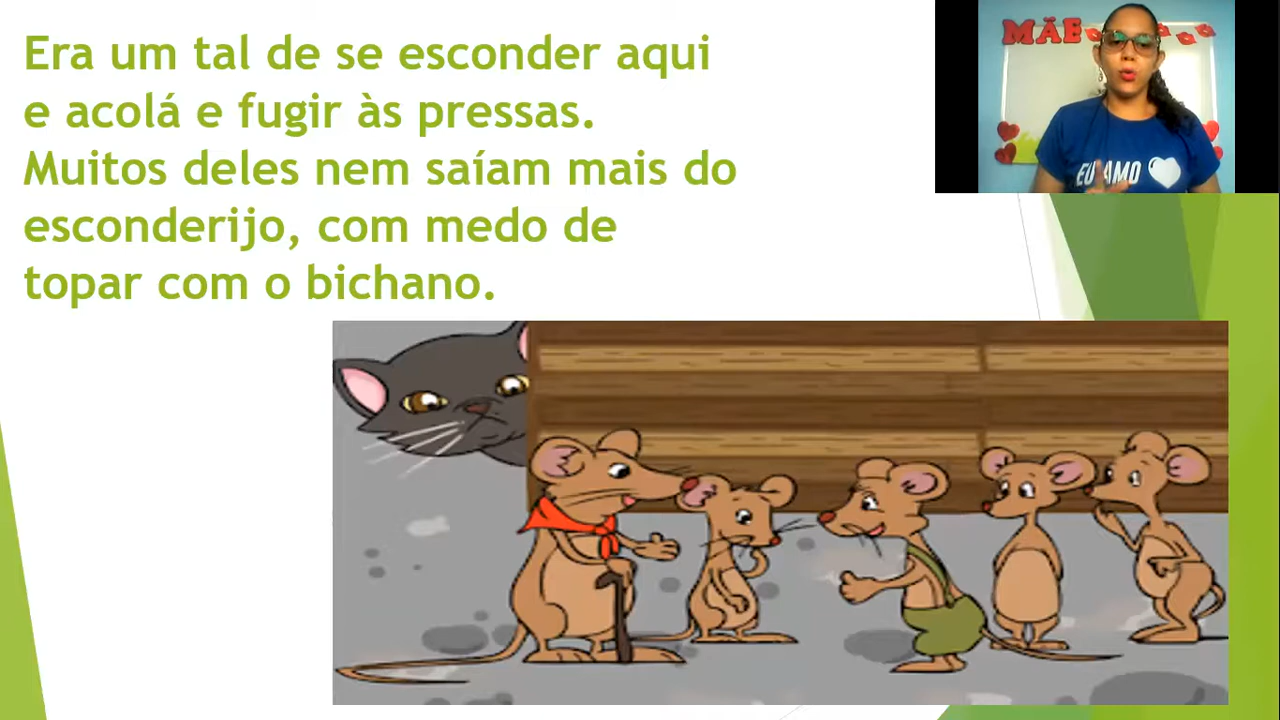 Era um tal de se esconder aqui
e acolá e fugir às pressas.
Muitos deles nem saíam mais do
esconderijo, com medo de
topar com o bichano.
MÃE
EU AMO